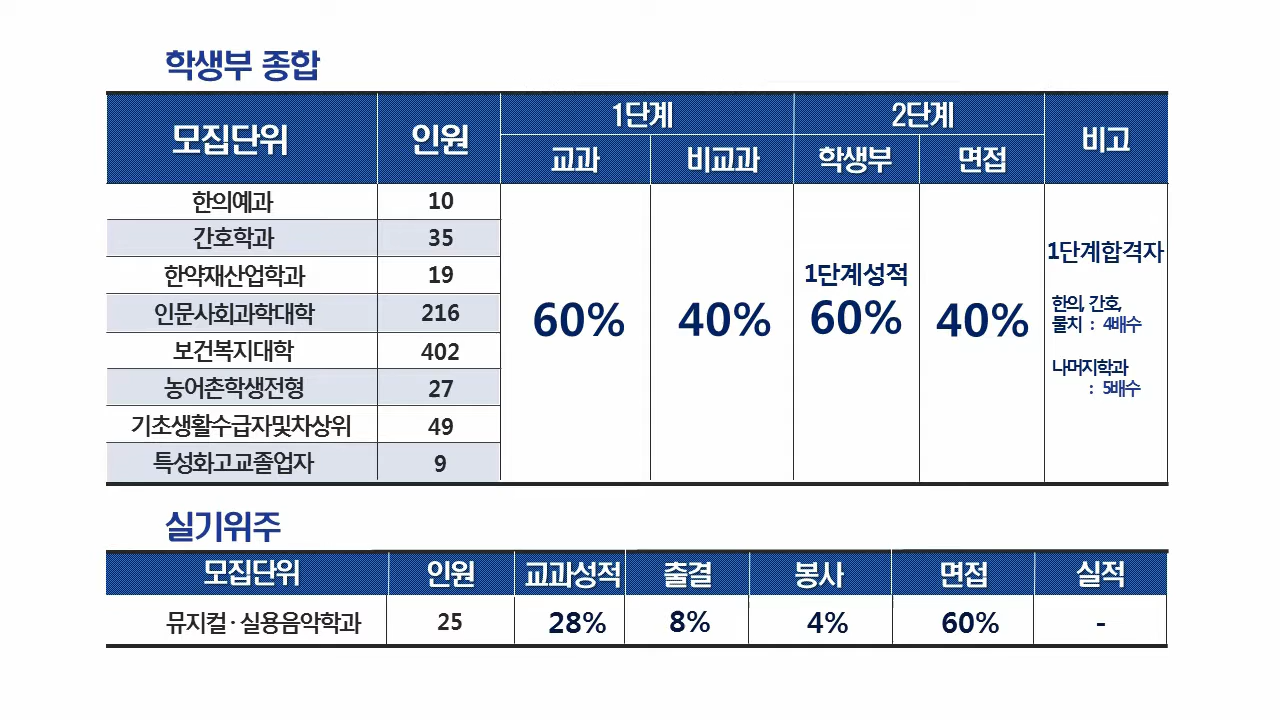 학생부 종합
모집단위 인원 1단계 2단계 비고
교과 비교과 학생부 면접
한의예과 10
간호학과 35
한약재산업학과 19
인문사회과학대학 216
보건복지대학 402
농어촌학생전형 27
기초생활수급자및차상위 49
특성화고교졸업자 9
60% 40% 1단계성적 60% 40%
1단계합격자
한의, 간호,
물치 : 4배수
나머지학과
: 5배수
실기위주
모집단위 인원 교과성적 출결 봉사 면접 실적
뮤지컬·실용음악학과 25 28% 8% 4% 60% -